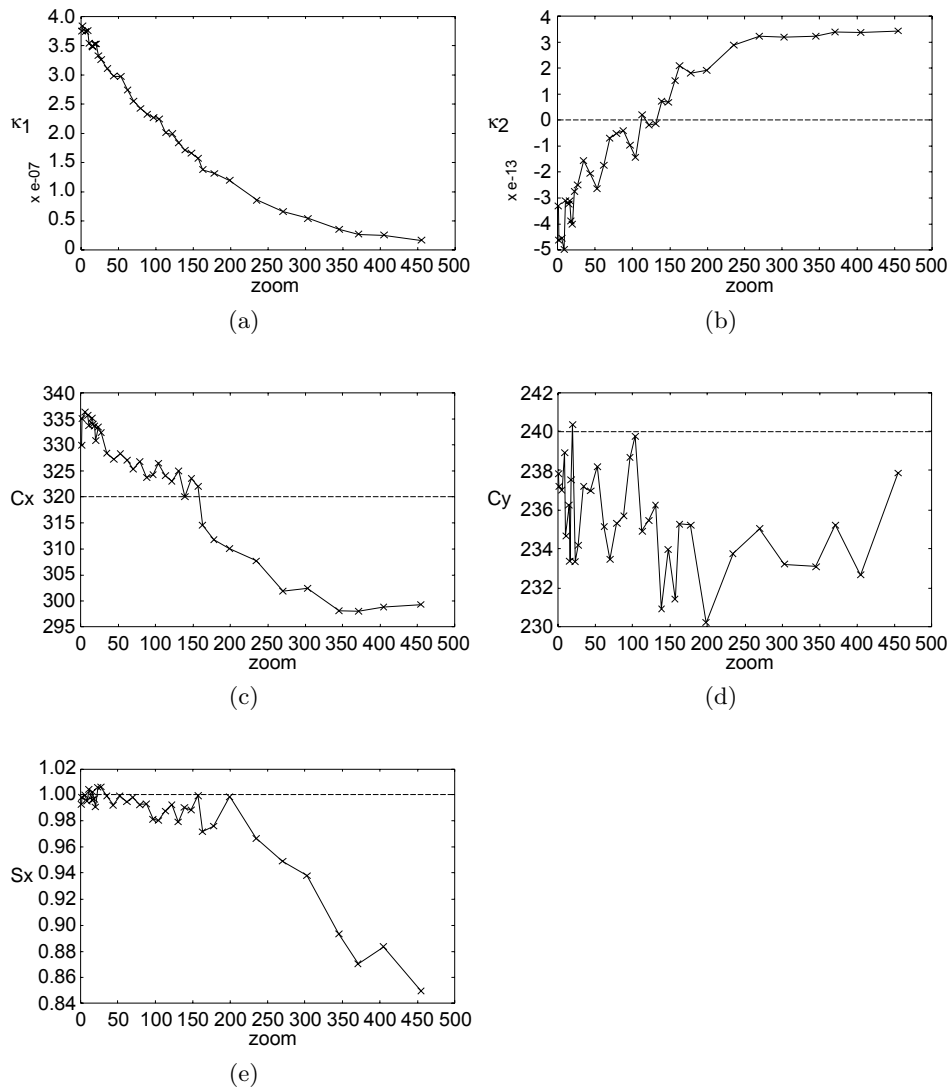 4.0
3.5
3.0
2.5
2.0
1.5
1.0
0.5
0
κ1
x e-07
0 50 100 150 200 250 300 350 400 450 500
zoom
(a)
4
3
2
1
0
-1
-2
-3
-4
-5
κ2
x e-13
0 50 100 150 200 250 300 350 400 450 500
zoom
(b)
340
335
330
325
320
315
310
305
300
295
Cx
0 50 100 150 200 250 300 350 400 450 500
zoom
(c)
242
240
238
236
234
232
230
Cy
0 50 100 150 200 250 300 350 400 450 500
zoom
(d)
1.02
1.00
0.98
0.96
0.94
0.92
0.90
0.88
0.86
0.84
Sx
0 50 100 150 200 250 300 350 400 450 500
zoom
(e)